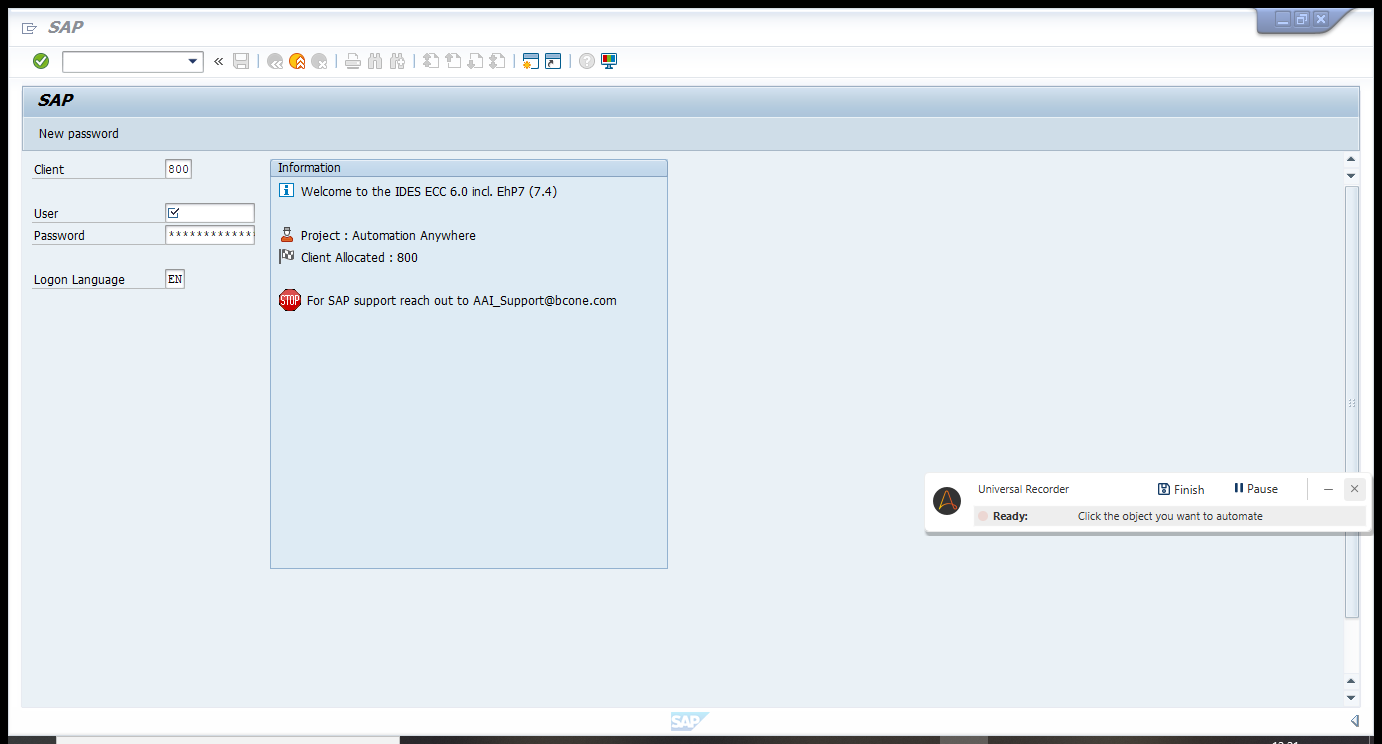 SAP
SAP
New password
Client 800
User
Password *************
Logon Language EN
Information
Welcome to the IDES ECC 6.0 incl. EhP7 (7.4)
Project : Automation Anywhere
Client Allocated : 800
STOP For SAP support reach out to AAI_Support@bcone.com
Universal Recorder Finish Pause
Ready: Click the object you want to automate
SAP